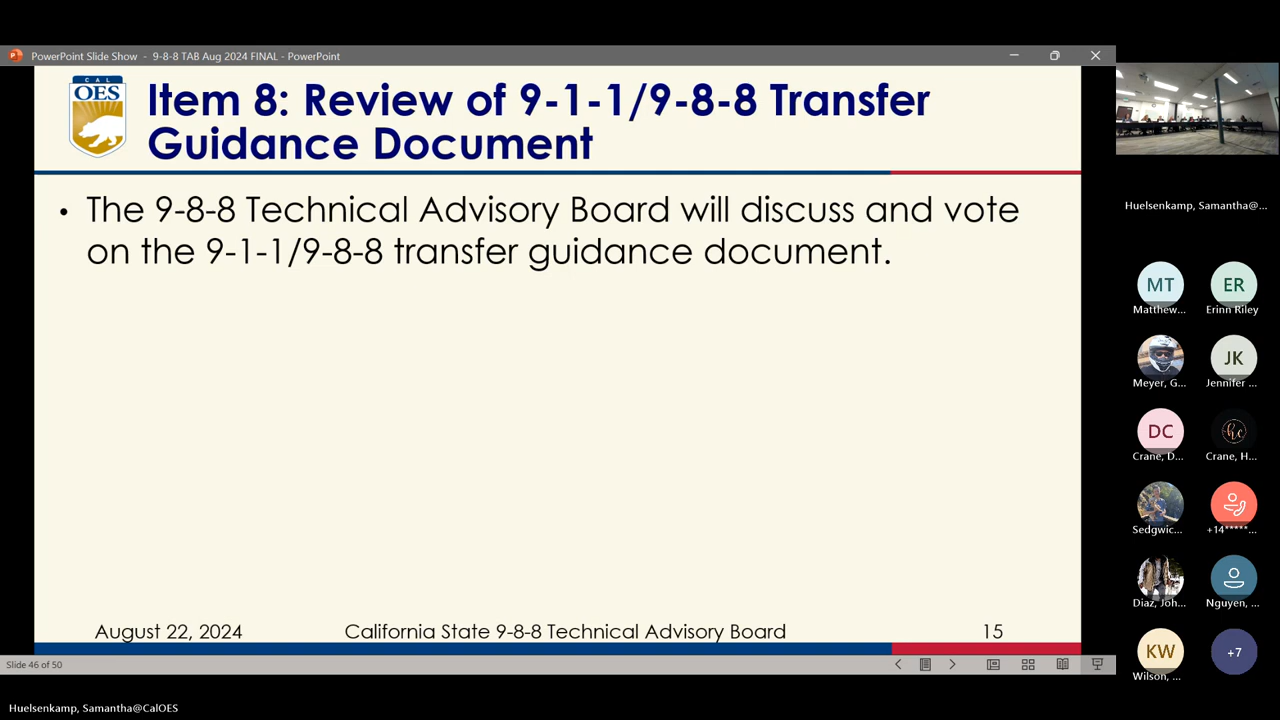 PowerPoint Slide Show - 9-8-8 TAB Aug 2024 FINAL - PowerPoint
CAL
OES
Item 8: Review of 9-1-1/9-8-8 Transfer
Guidance Document
• The 9-8-8 Technical Advisory Board will discuss and vote
on the 9-1-1/9-8-8 transfer guidance document.
August 22, 2024 California State 9-8-8 Technical Advisory Board 15
Slide 46 of 50
Huelsenkamp, Samantha@CalOES
Huelsenkamp, Samantha@...
MT ER
Matthew... Erinn Riley
JK
Meyer, G... Jennifer ...
DC hc
Crane, D... Crane, H...
Sedgwic... +14*****...
Diaz, Joh... Nguyen, ...
KW +7
Wilson, ...